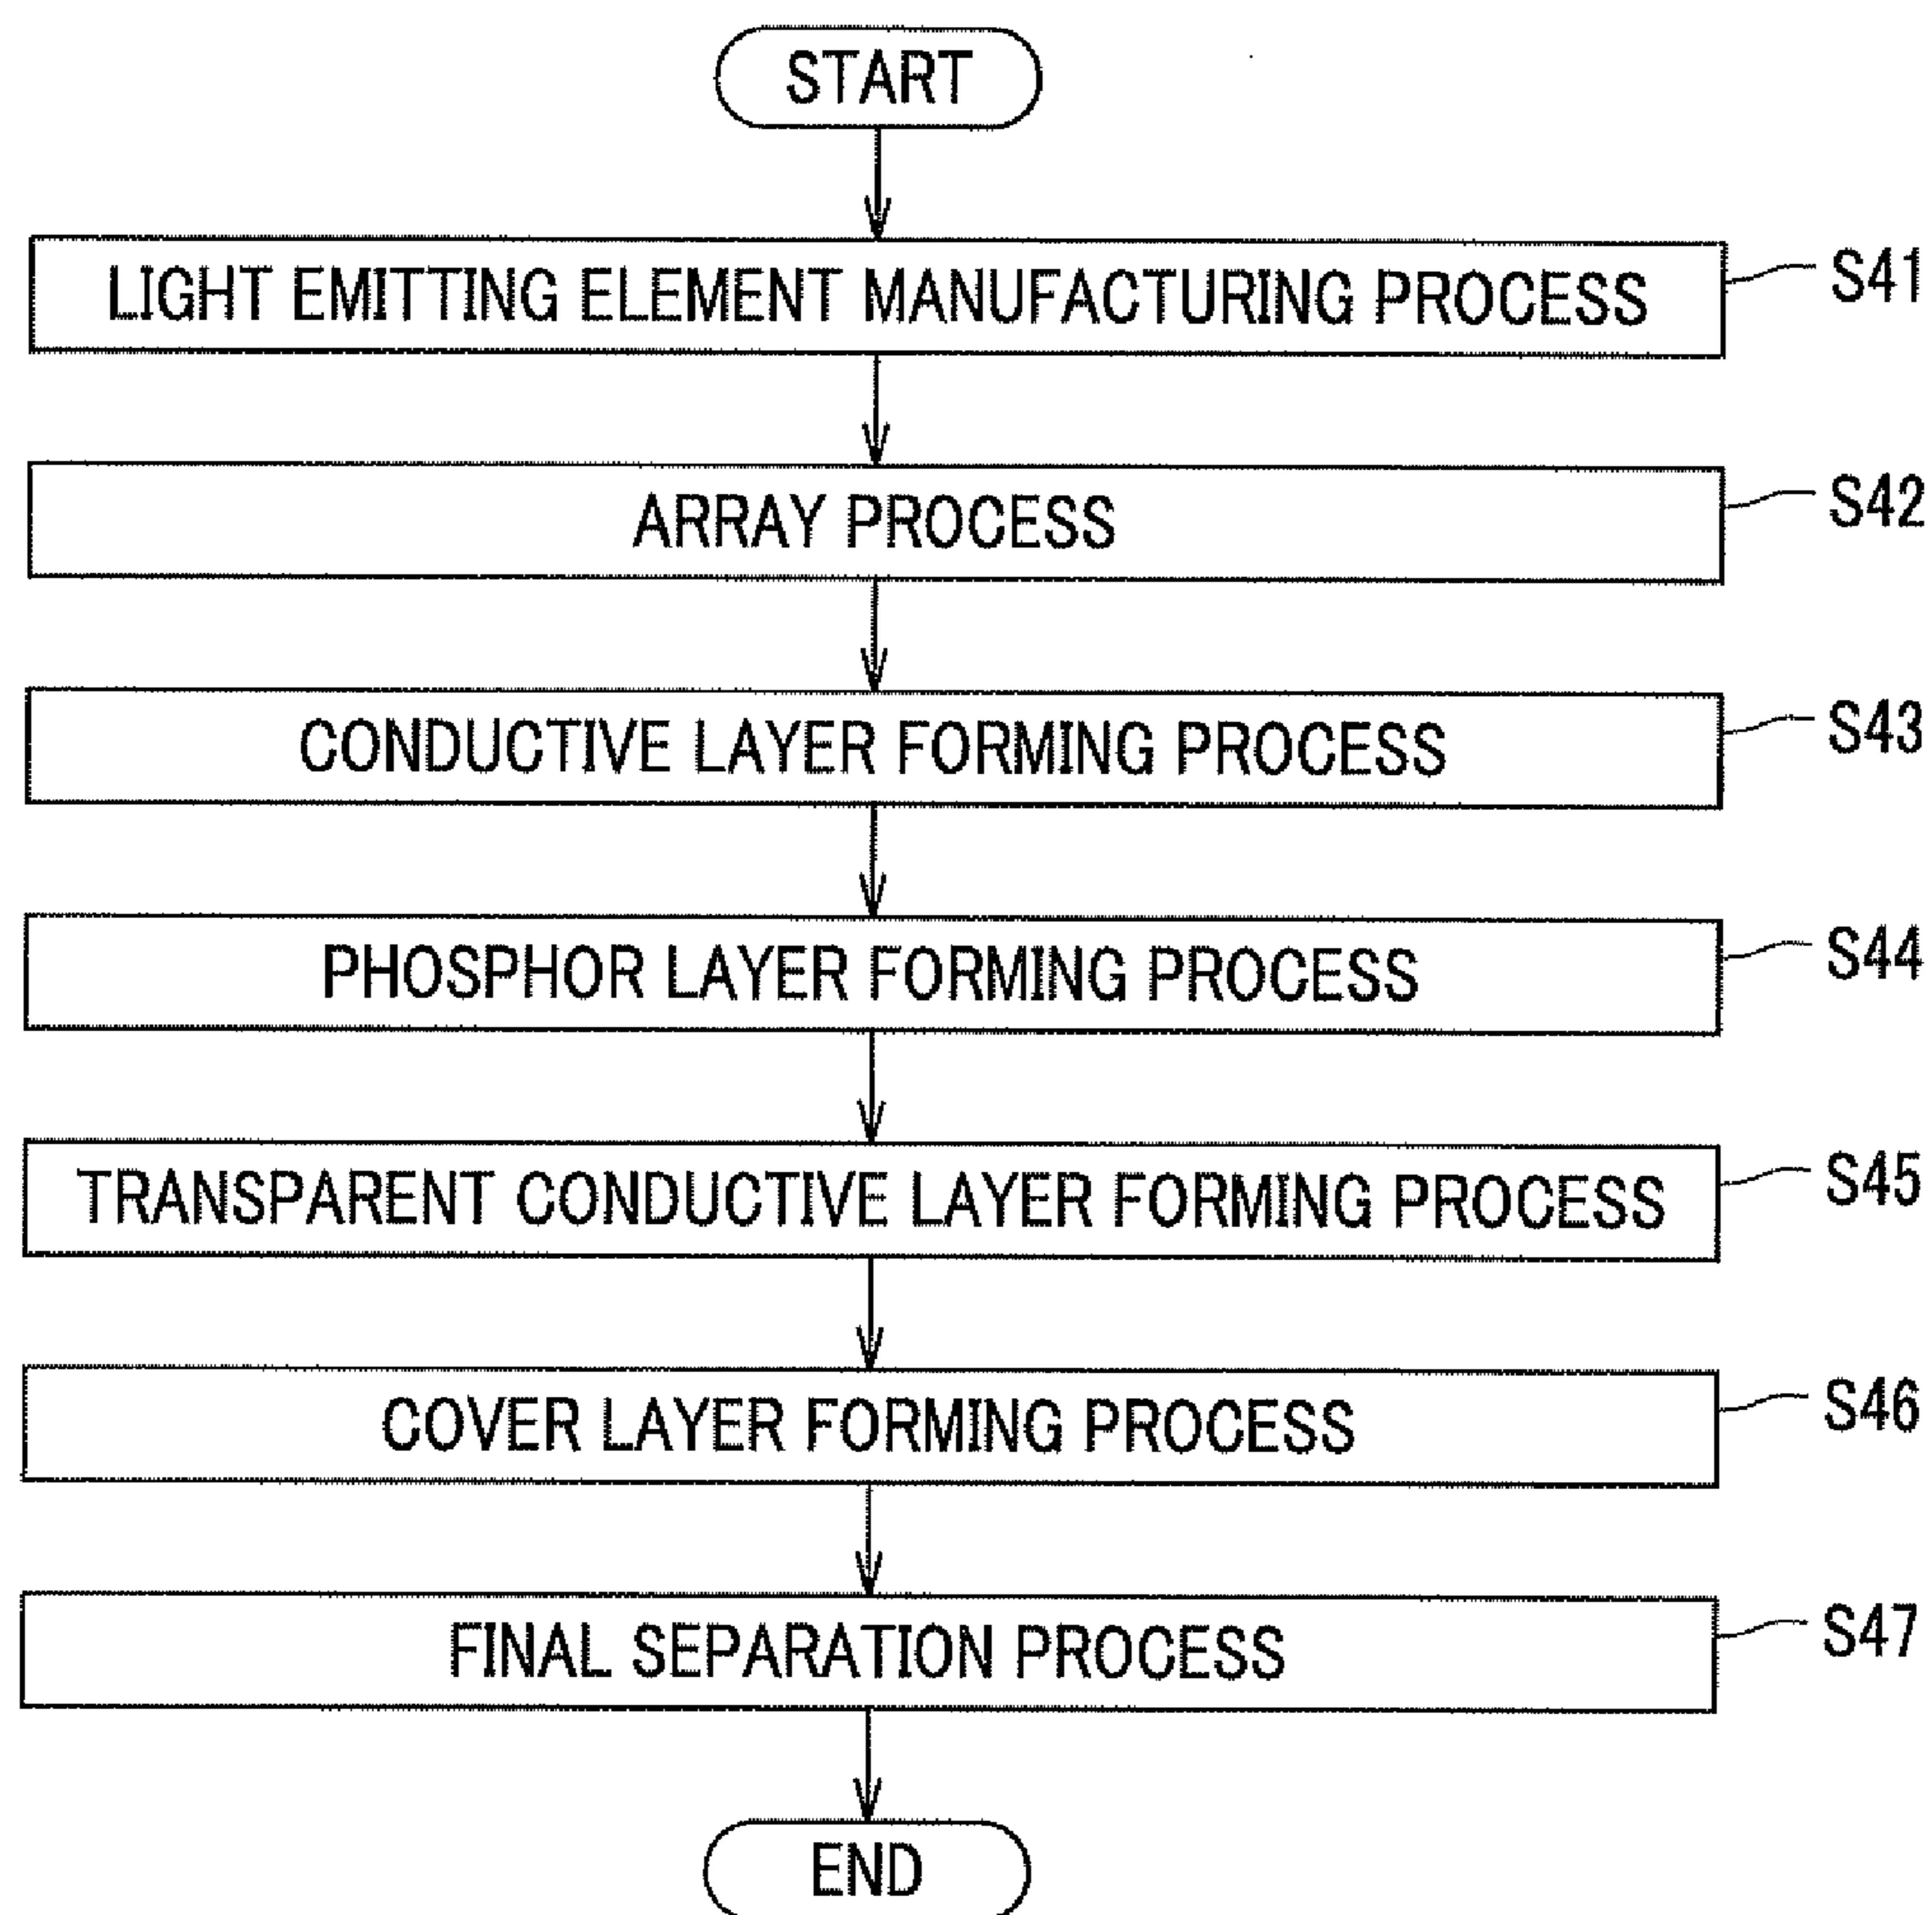 START
LIGHT EMITTING ELEMENT MANUFACTURING PROCESS S41
ARRAY PROCESS S42
CONDUCTIVE LAYER FORMING PROCESS S43
PHOSPHOR LAYER FORMING PROCESS S44
TRANSPARENT CONDUCTIVE LAYER FORMING PROCESS S45
COVER LAYER FORMING PROCESS S46
FINAL SEPARATION PROCESS S47
END